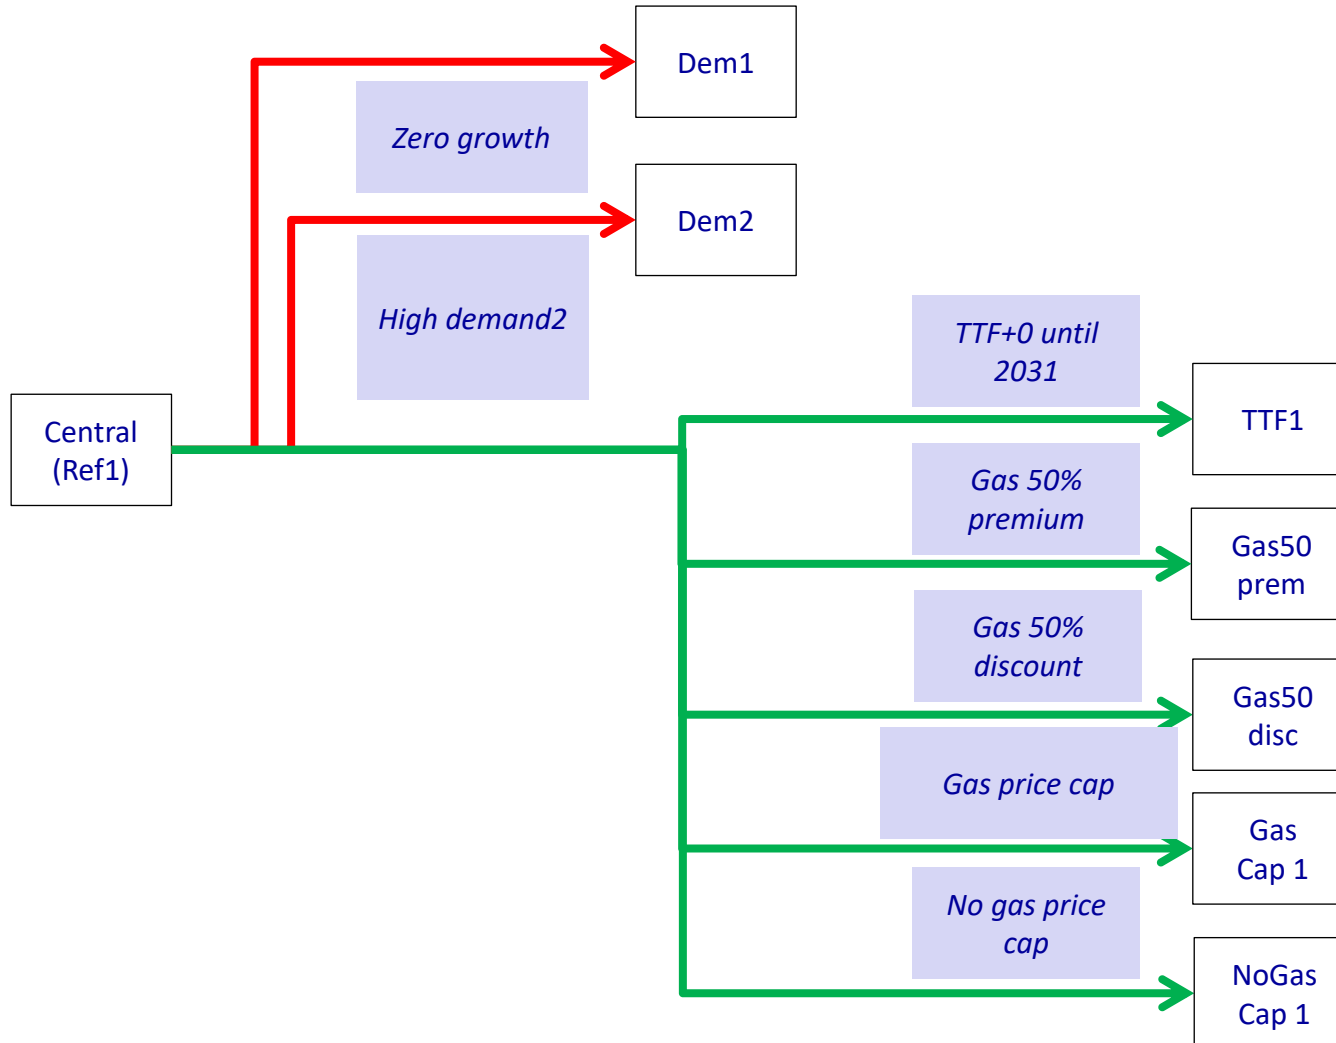 Dem1
Zero growth
Dem2
High demand2
Central
(Ref1)
TTF+0 until
2031
TTF1
Gas 50%
premium
Gas50
prem
Gas 50%
discount
Gas50
disc
Gas price cap
Gas
Cap 1
No gas price
cap
NoGas
Cap 1